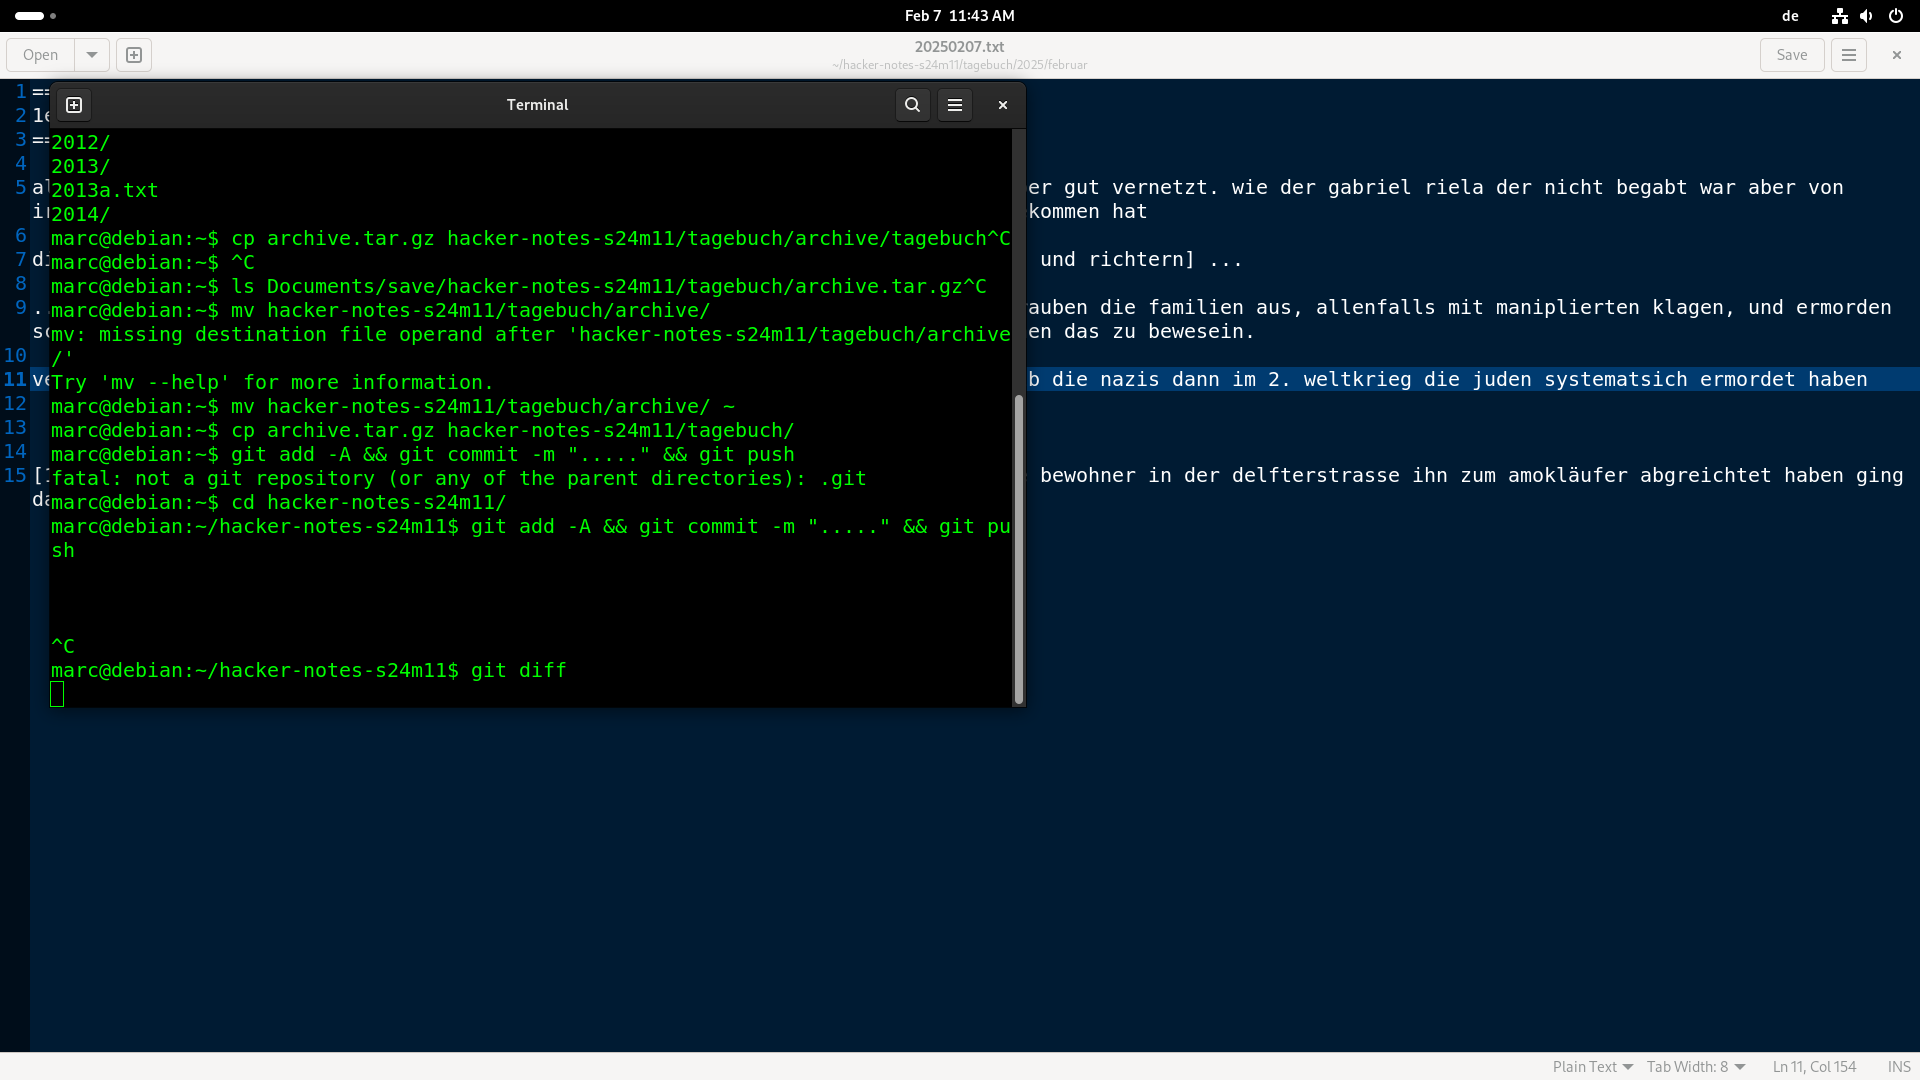 Feb 7 11:43 AM
de
Open
20250207.txt
~/hacker-notes-s24m11/tagebuch/2025/februar
Save
Terminal
1 ==
2 1e
3 ==
4
5 al
er gut vernetzt. wie der gabriel riela der nicht begabt war aber von
kommen hat
6
7 di
und richtern] ...
8
9 .
auben die familien aus, allenfalls mit maniplierten klagen, und ermorden
en das zu bewesein.
10
11 ve
b die nazis dann im 2. weltkrieg die juden systematsich ermordet haben
12
13
14
15 [1
bewohner in der delfterstrasse ihn zum amokläufer abgreichtet haben ging
da
2012/
2013/
2013a.txt
2014/
marc@debian:~$ cp archive.tar.gz hacker-notes-s24m11/tagebuch/archive/tagebuch^C
marc@debian:~$ ^C
marc@debian:~$ ls Documents/save/hacker-notes-s24m11/tagebuch/archive.tar.gz^C
marc@debian:~$ mv hacker-notes-s24m11/tagebuch/archive/
mv: missing destination file operand after 'hacker-notes-s24m11/tagebuch/archive
/'
Try 'mv --help' for more information.
marc@debian:~$ mv hacker-notes-s24m11/tagebuch/archive/ ~
marc@debian:~$ cp archive.tar.gz hacker-notes-s24m11/tagebuch/
marc@debian:~$ git add -A && git commit -m "....." && git push
fatal: not a git repository (or any of the parent directories): .git
marc@debian:~$ cd hacker-notes-s24m11/
marc@debian:~/hacker-notes-s24m11$ git add -A && git commit -m "....." && git pu
sh
^C
marc@debian:~/hacker-notes-s24m11$ git diff
Plain Text
Tab Width: 8
Ln 11, Col 154
INS